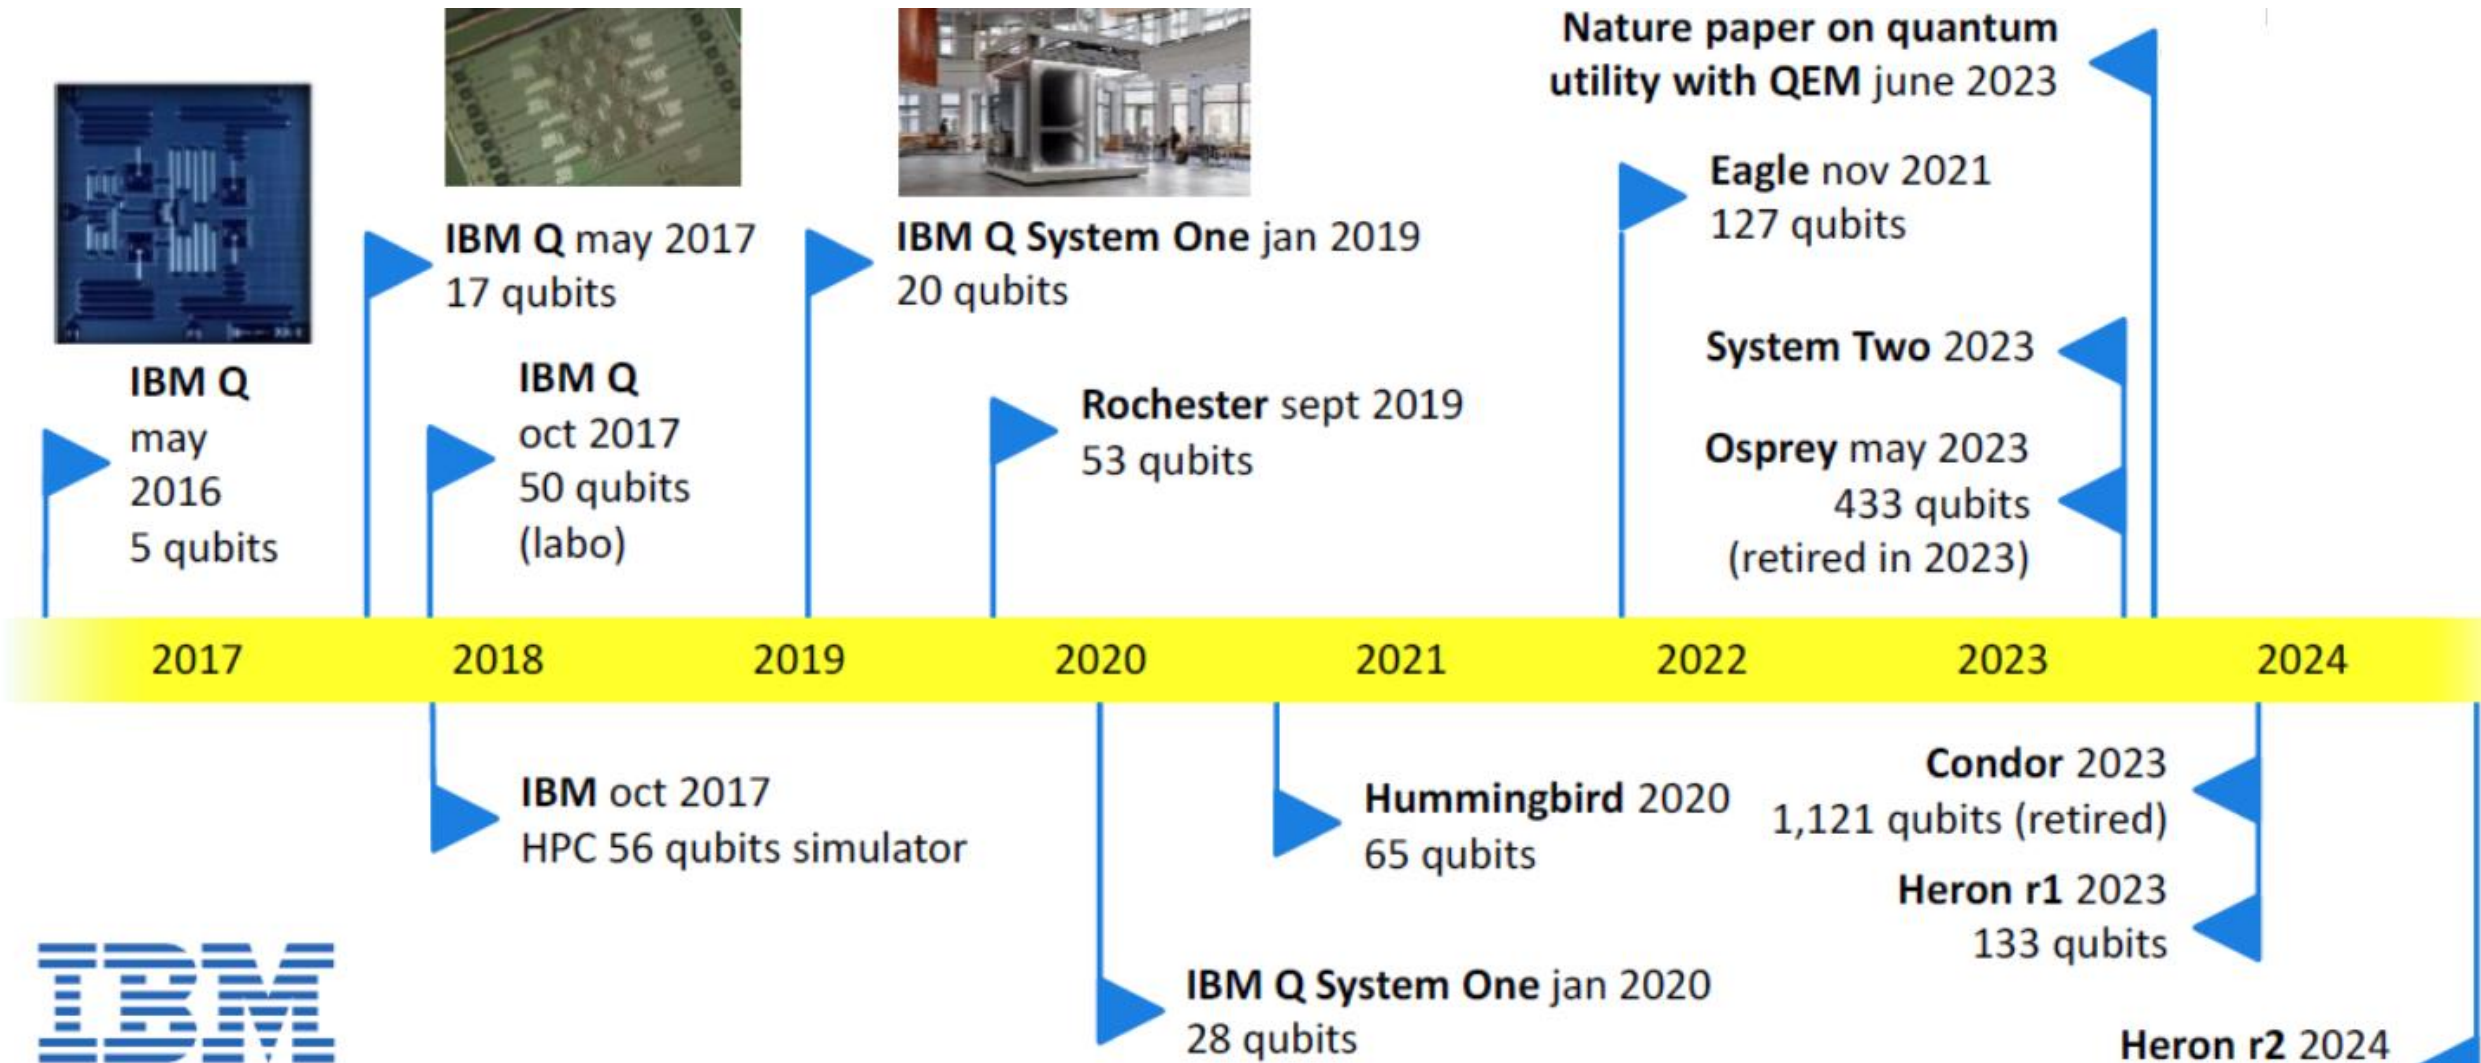 Nature paper on quantum
utility with QEM june 2023
Eagle nov 2021
127 qubits
IBM Q may 2017
17 qubits
IBM Q System One jan 2019
20 qubits
System Two 2023
IBM Q
may
2016
5 qubits
IBM Q
oct 2017
50 qubits
(labo)
Rochester sept 2019
53 qubits
Osprey may 2023
433 qubits
(retired in 2023)
2017 2018 2019 2020 2021 2022 2023 2024
IBM oct 2017
HPC 56 qubits simulator
Hummingbird 2020
65 qubits
Condor 2023
1,121 qubits (retired)
Heron r1 2023
133 qubits
IBM Q System One jan 2020
28 qubits
Heron r2 2024
IBM